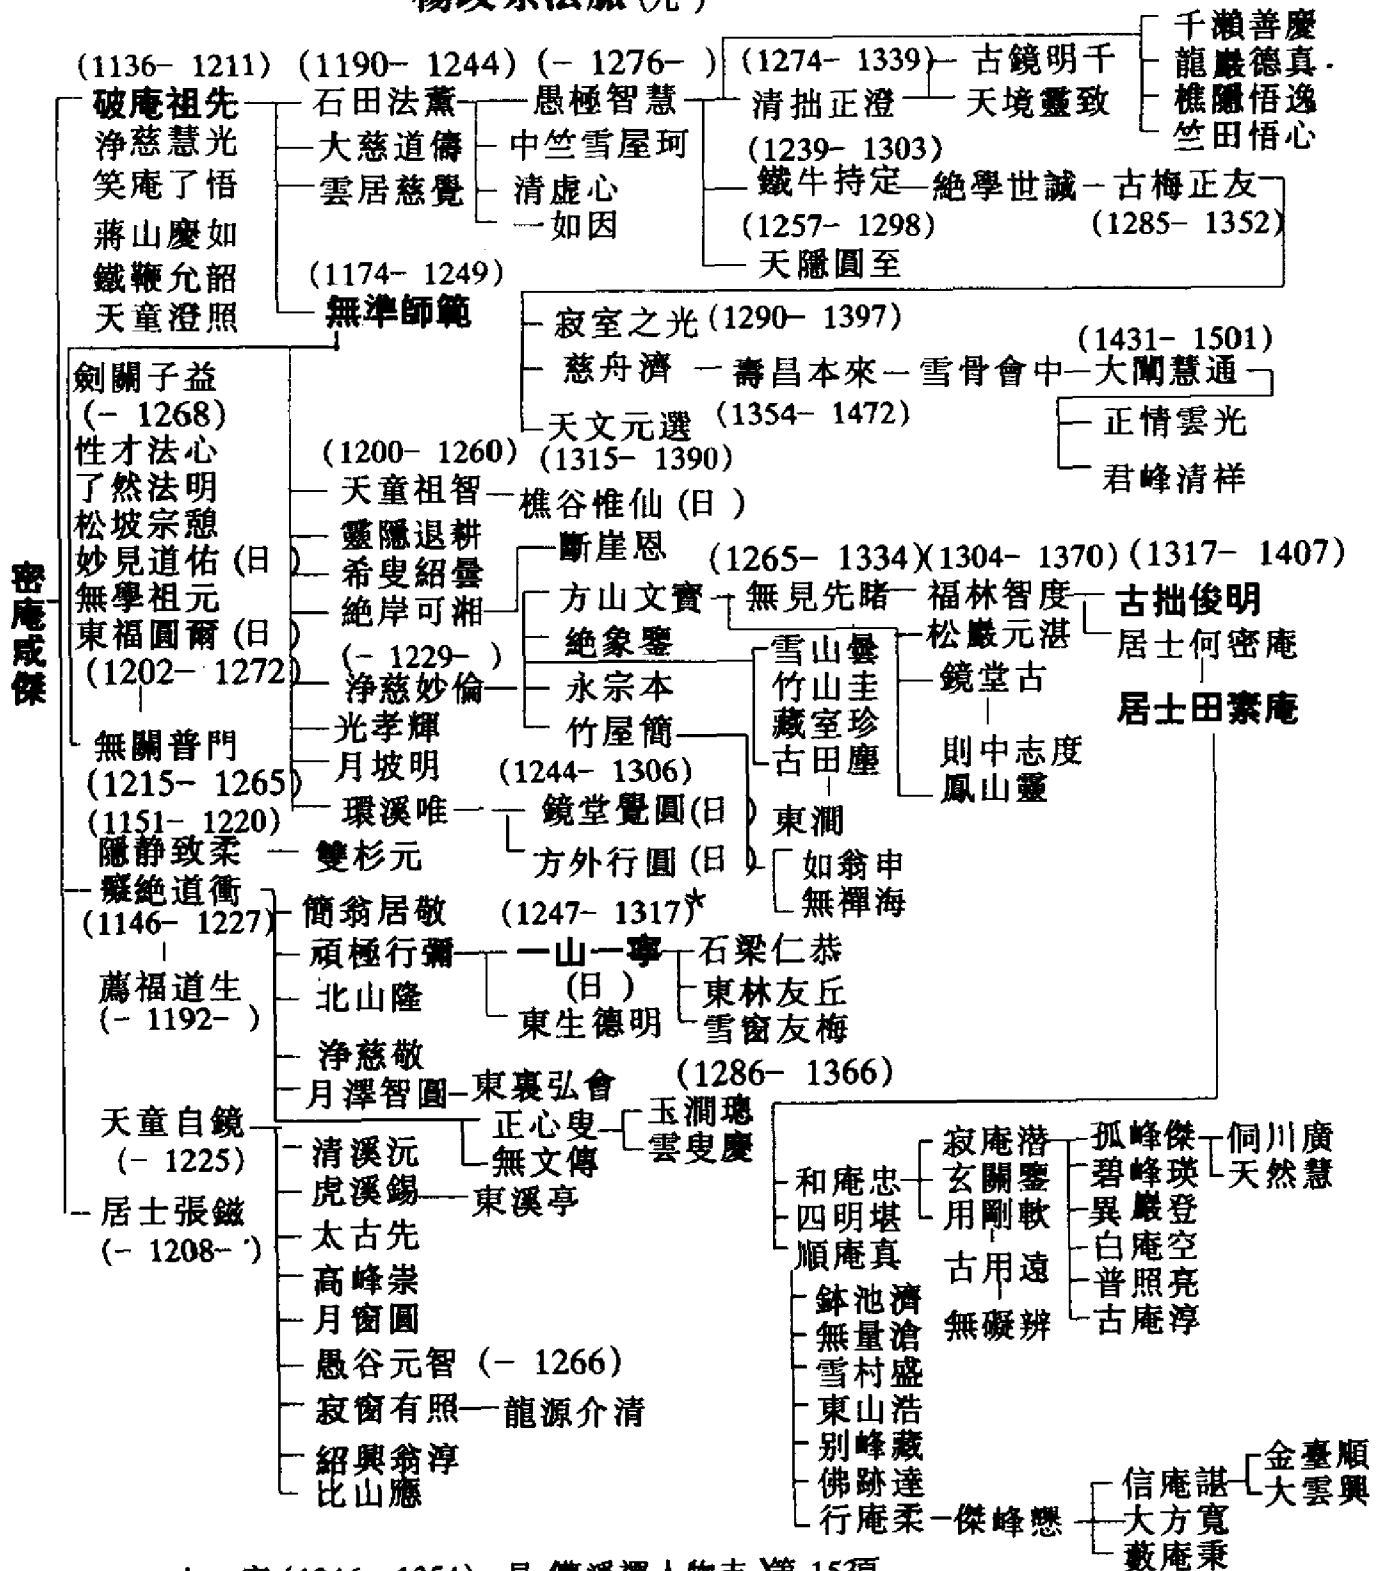 密庵咸傑
(1136- 1211)
破庵祖先
浄慈慧光
笑庵了悟
蔣山慶如
鐵鞭允韶
天童澄照
(1190- 1244)
石田法薰
大慈道儔
雲居慈覺
(1174- 1249)
無準師範
(- 1276- )
愚極智慧
中竺雪屋珂
清虛心
一如因
(1274- 1339)
清拙正澄
古鏡明千
天境靈致
千瀨善慶
龍巖德真
樵隱悟逸
竺田悟心
(1239- 1303)
鐵牛持定
絶學世誠
古梅正友
(1285- 1352)
(1257- 1298)
天隱圓至
寂室之光 (1290- 1397)
慈舟濟
壽昌本來
雪骨會中
(1431- 1501)
大闡慧通
(1354- 1472)
天文元選
(1315- 1390)
正情雲光
君峰清祥
劍關子益
(- 1268)
性才法心
了然法明
松坡宗憩
妙見道佑 (日 )
無學祖元
東福圓爾 (日 )
(1202- 1272)
無關普門
(1215- 1265)
(1200- 1260)
天童祖智
樵谷惟仙 (日 )
靈隱退耕
希叟紹曇
絶岸可湘
(- 1229- )
浄慈妙倫
光孝輝
月坡明
環溪唯
斷崖恩
方山文寶
絶象鑒
永宗本
竹屋簡
(1265- 1334)
無見先睹
(1304- 1370)
福林智度
(1317- 1407)
古拙俊明
居士何密庵
居士田素庵
松巖元湛
鏡堂古
則中志度
鳳山靈
雪山曇
竹山圭
藏室珍
古田塵
東澗
如翁申
無禪海
(1244- 1306)
鏡堂覺圓 (日 )
方外行圓 (日 )
(1151- 1220)
隱静致柔
雙杉元
癡絶道衝
(1146- 1227)
薦福道生
(- 1192- )
簡翁居敬
頑極行彌
北山隆
浄慈敬
月澤智圓
(1247- 1317)*
一山一寧
(日 )
東生德明
石梁仁恭
東林友丘
雪窗友梅
(1286- 1366)
東裏弘會
正心叟
無文傳
玉澗璁
雲叟慶
天童自鏡
(- 1225)
居士張鎡
(- 1208- )
清溪沅
虎溪錫
東溪亭
太古先
高峰崇
月窗圓
愚谷元智 (- 1266)
寂窗有照
龍源介清
紹興翁淳
比山應
和庵忠
四明堪
順庵真
寂庵潜
玄關鑒
用剛軟
古用遠
無礙辨
孤峰傑
碧峰瑛
異巖登
白庵空
普照亮
古庵淳
侗川廣
天然慧
鉢池濟
無量滄
雪村盛
東山浩
别峰藏
佛跡達
行庵柔
傑峰懋
信庵諶
大方寬
藪庵秉
金臺順
大雲興